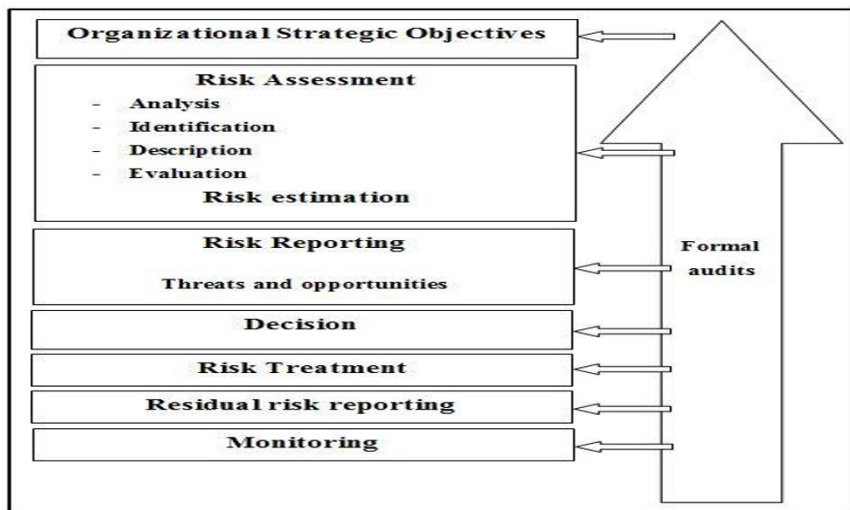 Organizational Strategic Objectives
Risk Assessment
- Analysis
- Identification
- Description
- Evaluation
Risk estimation
Risk Reporting
Threats and opportunities
Decision
Risk Treatment
Residual risk reporting
Monitoring
Formal
audits